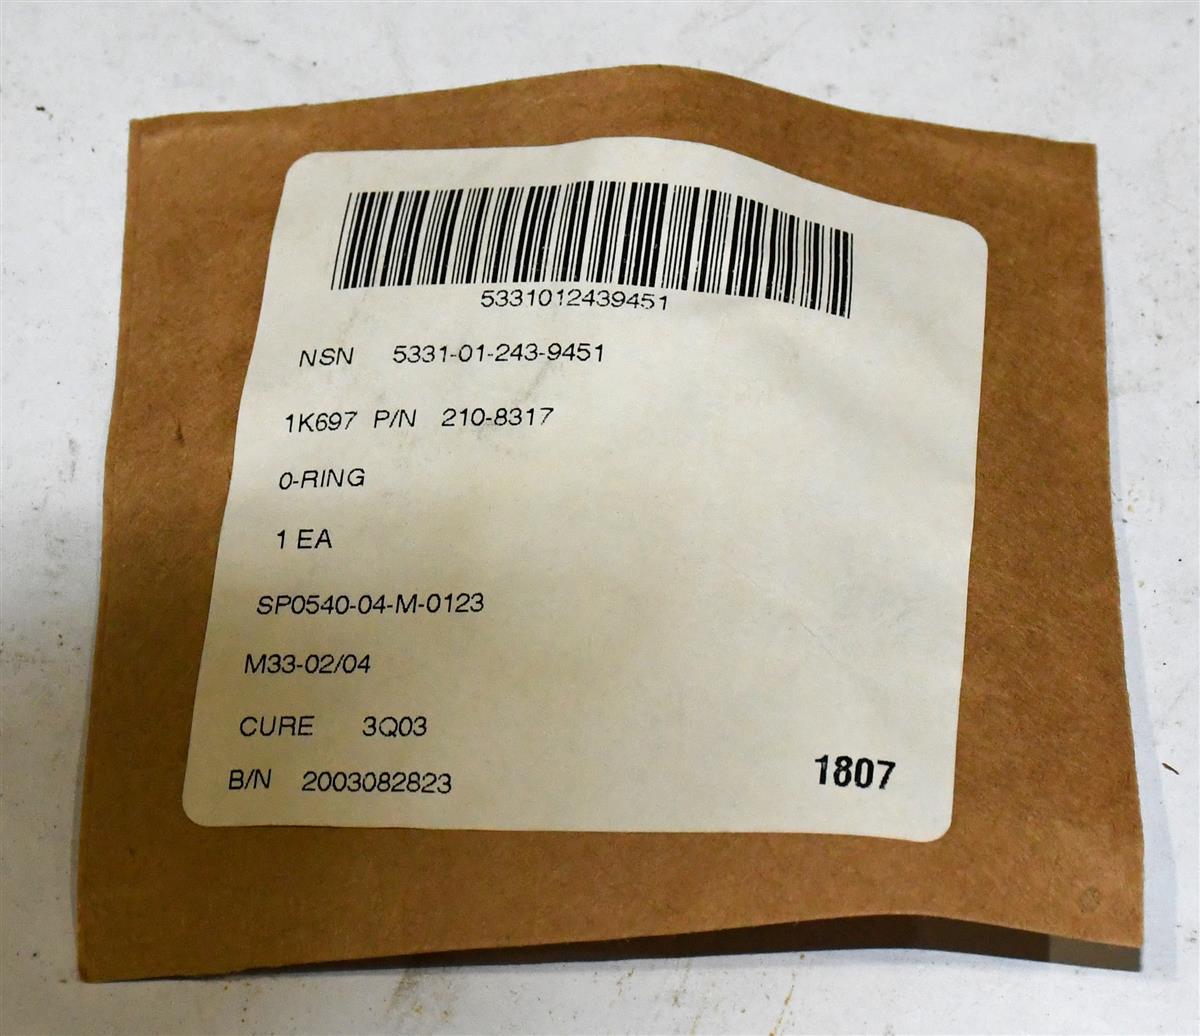 5331012439451
NSN 5331-01-243-9451
1K697 P/N 210-8317
0-RING
1 EA
SP0540-04-M-0123
M33-02/04
CURE 3Q03
B/N 2003082823
1807